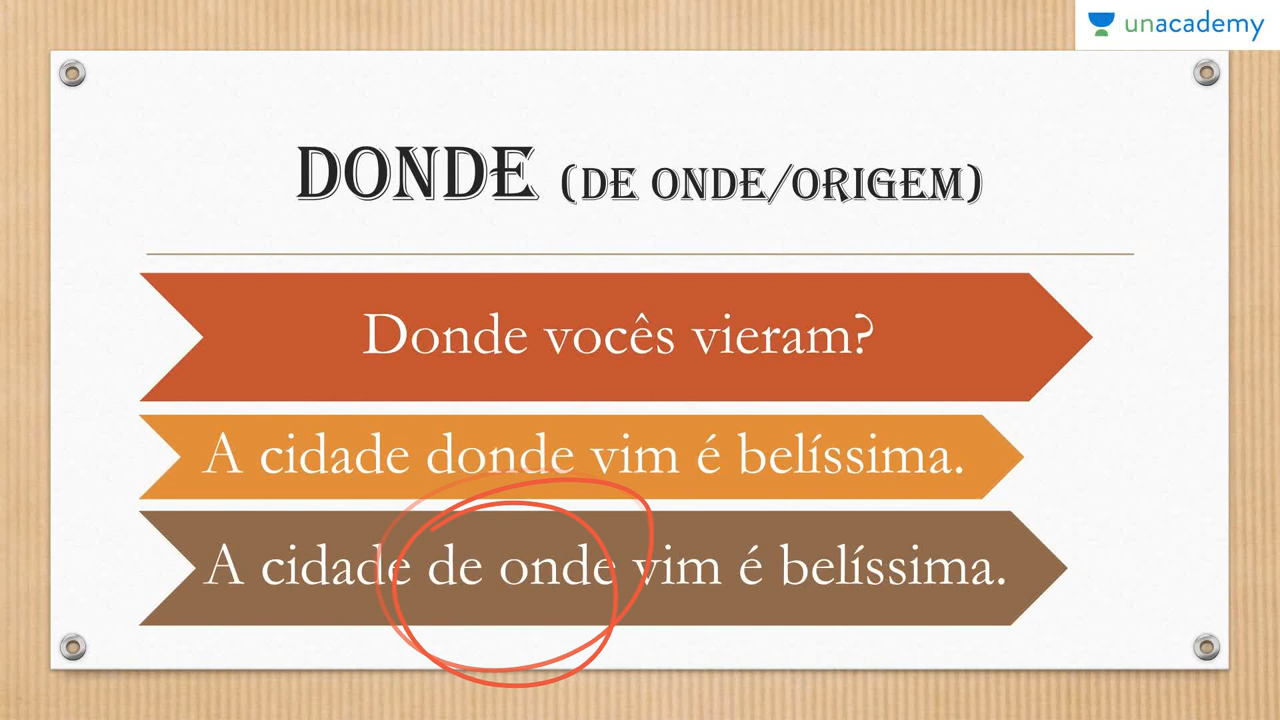 unacademy
DONDE (DE ONDE/ORIGEM)
Donde vocês vieram?
A cidade donde vim é belíssima.
A cidade de onde vim é belíssima.